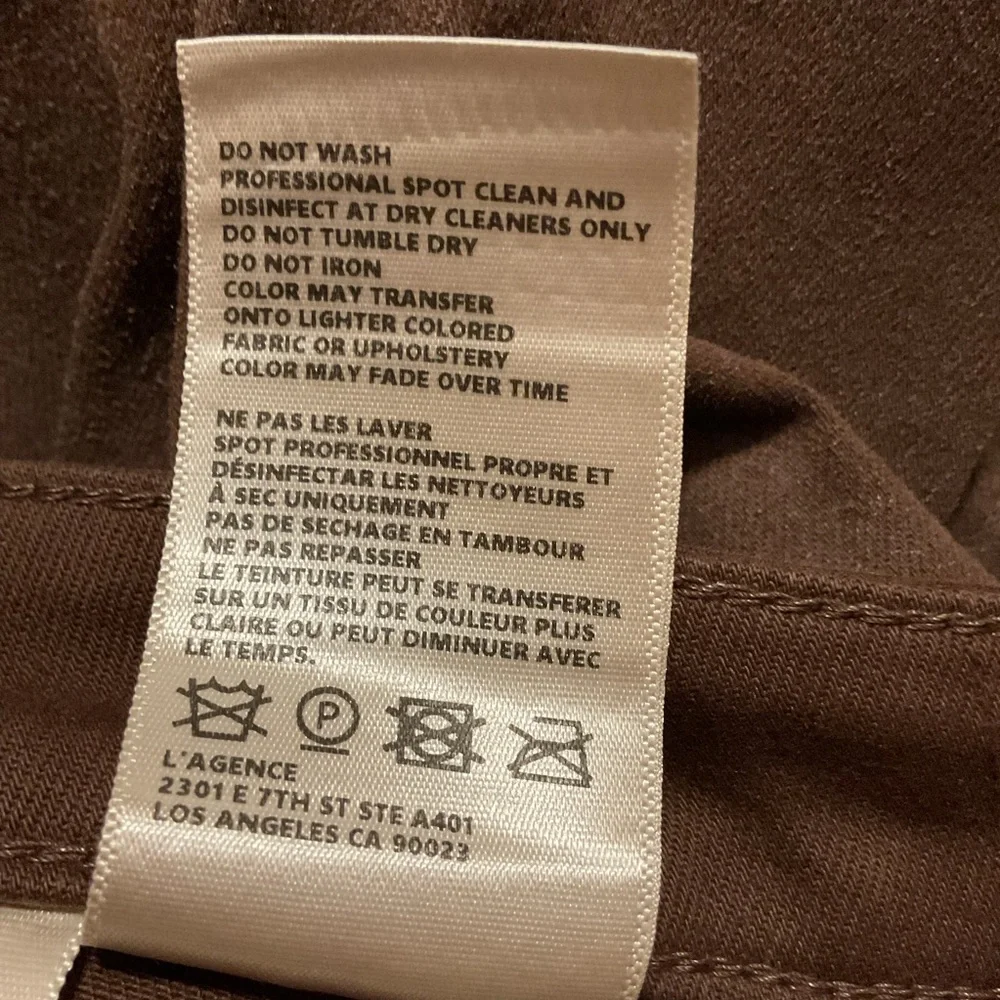 DO NOT WASH
PROFESSIONAL SPOT CLEAN AND
DISINFECT AT DRY CLEANERS ONLY
DO NOT TUMBLE DRY
DO NOT IRON
COLOR MAY TRANSFER
ONTO LIGHTER COLORED
FABRIC OR UPHOLSTERY
COLOR MAY FADE OVER TIME
NE PAS LES LAVER
SPOT PROFESSIONNEL PROPRE ET
DÉSINFECTAR LES NETTOYEURS
À SEC UNIQUEMENT
PAS DE SECHAGE EN TAMBOUR
NE PAS REPASSER
LE TEINTURE PEUT SE TRANSFERER
SUR UN TISSU DE COULEUR PLUS
CLAIRE OU PEUT DIMINUER AVEC
LE TEMPS.
P
L'AGENCE
2301 E 7TH ST STE A401
LOS ANGELES CA 90023